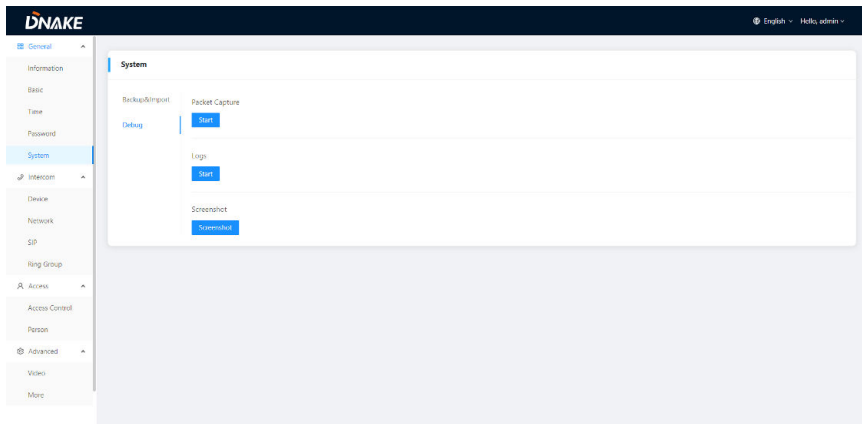 DNAKE
English
Hello, admin
General
Information
Basic
Time
Password
System
Intercom
Device
Network
SIP
Ring Group
Access
Access Control
Person
Advanced
Video
More
System
Backup&Import
Debug
Packet Capture
Start
Logs
Start
Screenshot
Screenshot